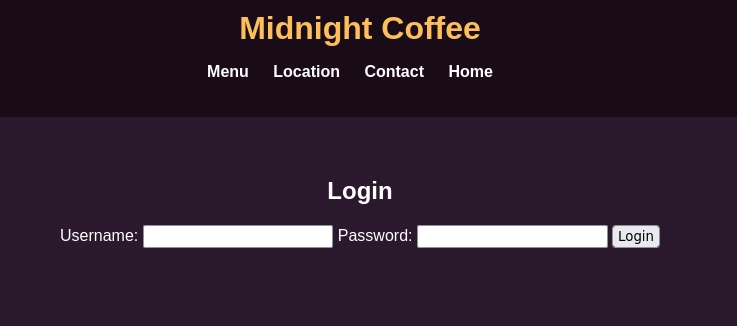 Midnight Coffee
Menu Location Contact Home
Login
Username: Password: Login